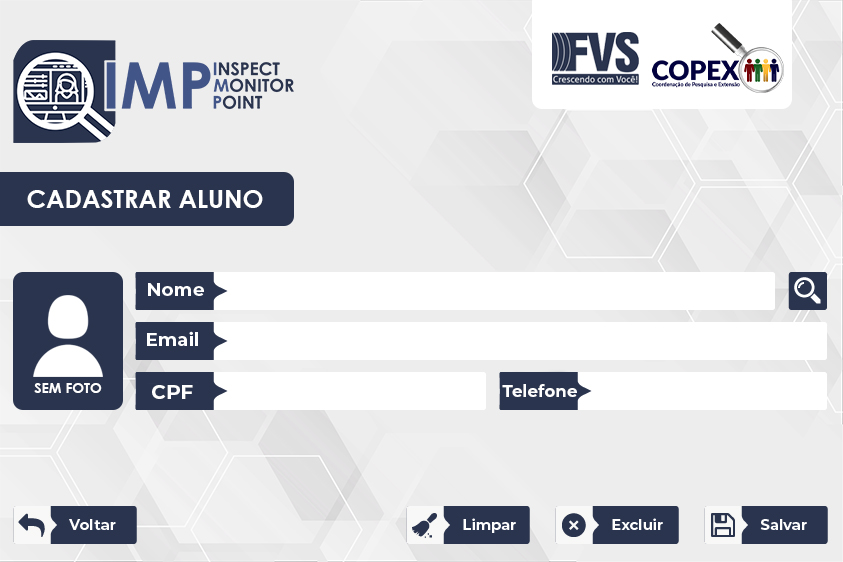 IMP INSPECT
MONITOR
POINT
FVS
Crescendo com Você!
COPEX
Coordenação de Pesquisa e Extensão
CADASTRAR ALUNO
SEM FOTO
Nome
Email
CPF
Telefone
Voltar
Limpar
Excluir
Salvar